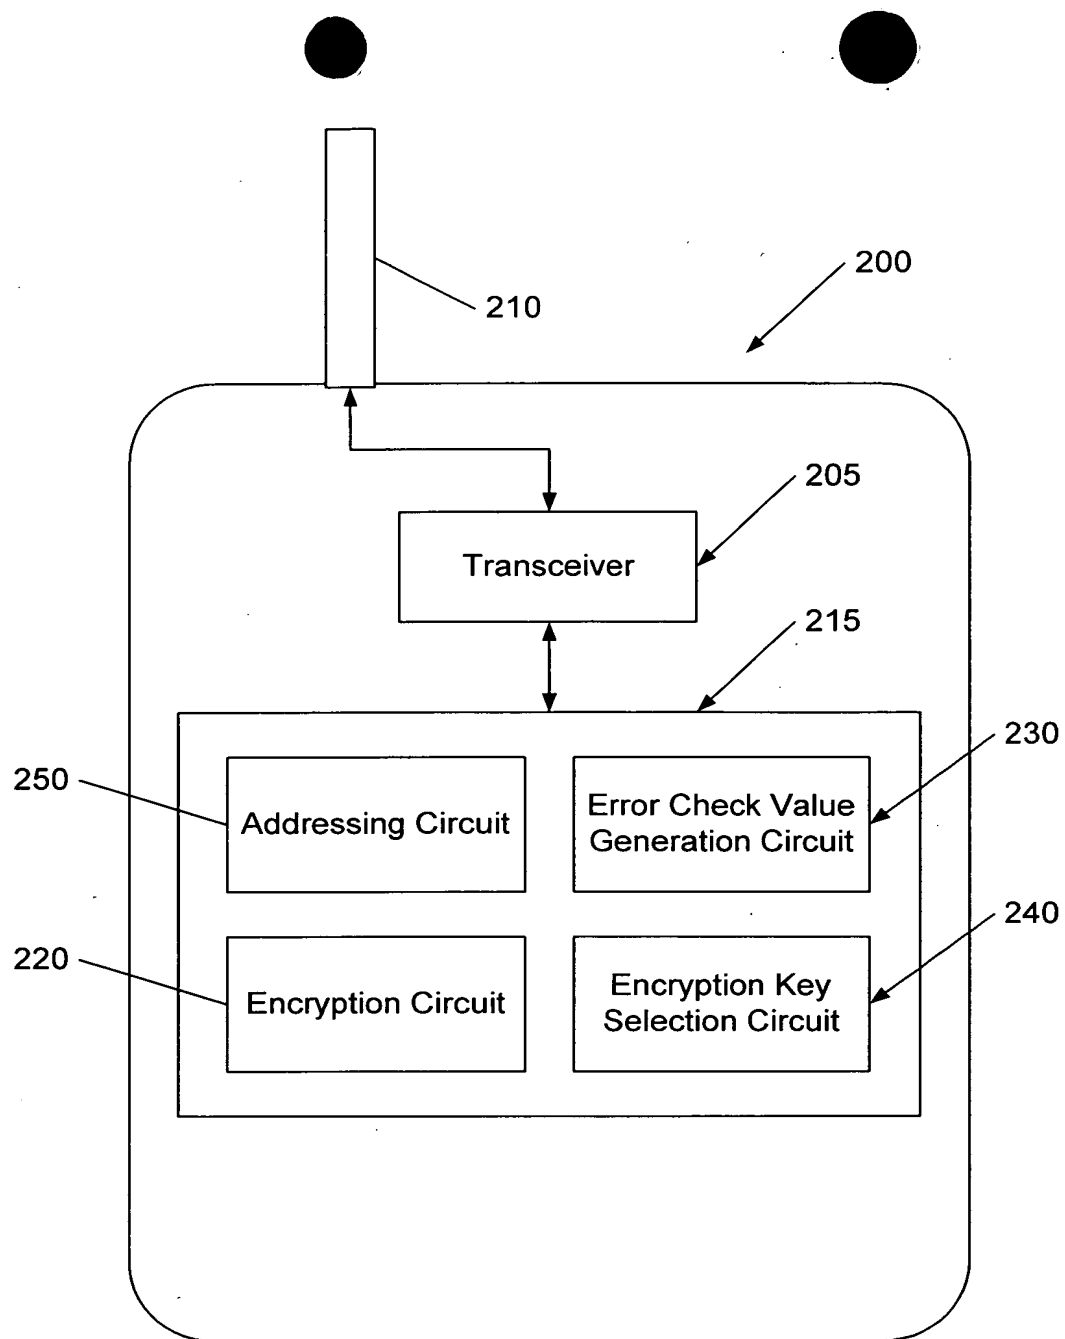 200
210
205
Transceiver
215
230
250
Addressing Circuit
Error Check Value
Generation Circuit
240
220
Encryption Circuit
Encryption Key
Selection Circuit